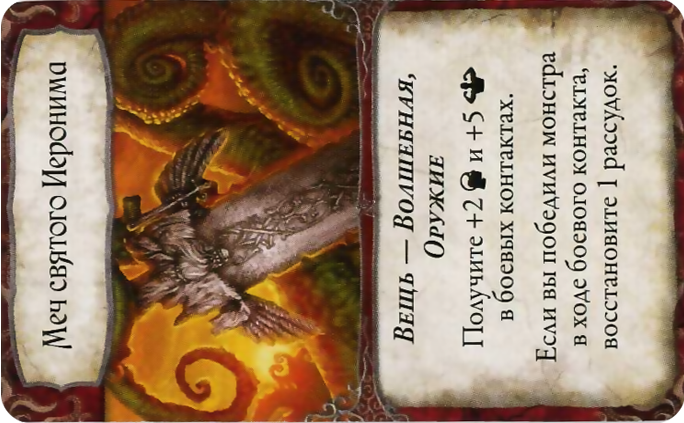 Меч святого Иеронима
Вещь — Волшебная,
Оружие
Получите +2 и +5
в боевых контактах.
Если вы победили монстра
в ходе боевого контакта,
восстановите 1 рассудок.